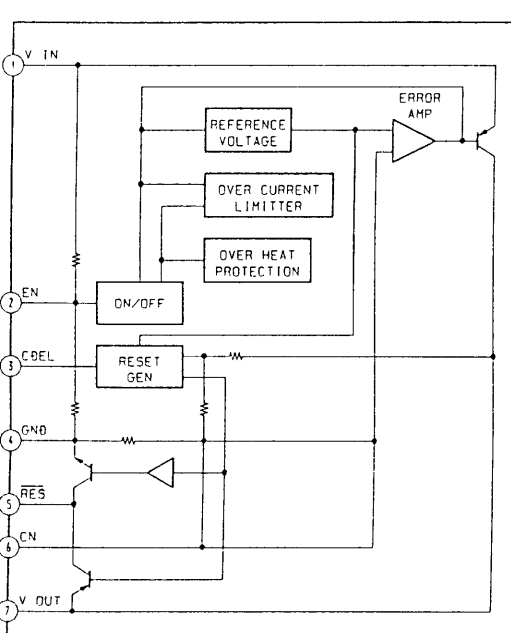 1 V IN
ERROR
AMP
REFERENCE
VOLTAGE
OVER CURRENT
LIMITTER
OVER HEAT
PROTECTION
2 EN
ON/OFF
3 CDEL
RESET
GEN
4 GND
5 RES
6 CN
7 V OUT